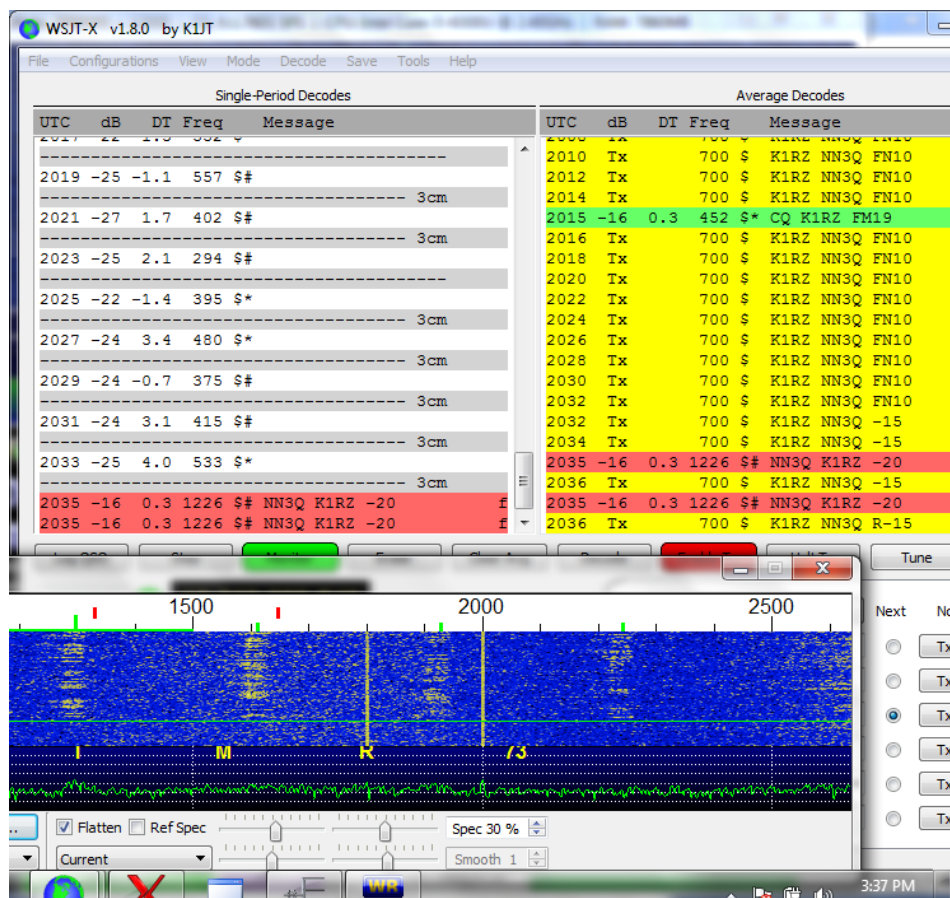 WSJT-X v1.8.0 by K1JT
File Configurations View Mode Decode Save Tools Help
Single-Period Decodes
UTC dB DT Freq Message
------------------------------------------
2019 -25 -1.1 557 $#
-------------------------------------- 3cm
2021 -27 1.7 402 $#
-------------------------------------- 3cm
2023 -25 2.1 294 $#
------------------------------------------
2025 -22 -1.4 395 $*
-------------------------------------- 3cm
2027 -24 3.4 480 $*
-------------------------------------- 3cm
2029 -24 -0.7 375 $#
-------------------------------------- 3cm
2031 -24 3.1 415 $#
-------------------------------------- 3cm
2033 -25 4.0 533 $*
-------------------------------------- 3cm
2035 -16 0.3 1226 $# NN3Q K1RZ -20 f
2035 -16 0.3 1226 $# NN3Q K1RZ -20 f
Average Decodes
UTC dB DT Freq Message
2010 Tx 700 $ K1RZ NN3Q FN10
2012 Tx 700 $ K1RZ NN3Q FN10
2014 Tx 700 $ K1RZ NN3Q FN10
2015 -16 0.3 452 $* CQ K1RZ FM19
2016 Tx 700 $ K1RZ NN3Q FN10
2018 Tx 700 $ K1RZ NN3Q FN10
2020 Tx 700 $ K1RZ NN3Q FN10
2022 Tx 700 $ K1RZ NN3Q FN10
2024 Tx 700 $ K1RZ NN3Q FN10
2026 Tx 700 $ K1RZ NN3Q FN10
2028 Tx 700 $ K1RZ NN3Q FN10
2030 Tx 700 $ K1RZ NN3Q FN10
2032 Tx 700 $ K1RZ NN3Q FN10
2032 Tx 700 $ K1RZ NN3Q -15
2034 Tx 700 $ K1RZ NN3Q -15
2035 -16 0.3 1226 $# NN3Q K1RZ -20
2036 Tx 700 $ K1RZ NN3Q -15
2035 -16 0.3 1226 $# NN3Q K1RZ -20
2036 Tx 700 $ K1RZ NN3Q R-15
Tune
1500 2000 2500
Next
M R 73
Flatten Ref Spec Spec 30 %
Current Smooth 1
WR
3:37 PM